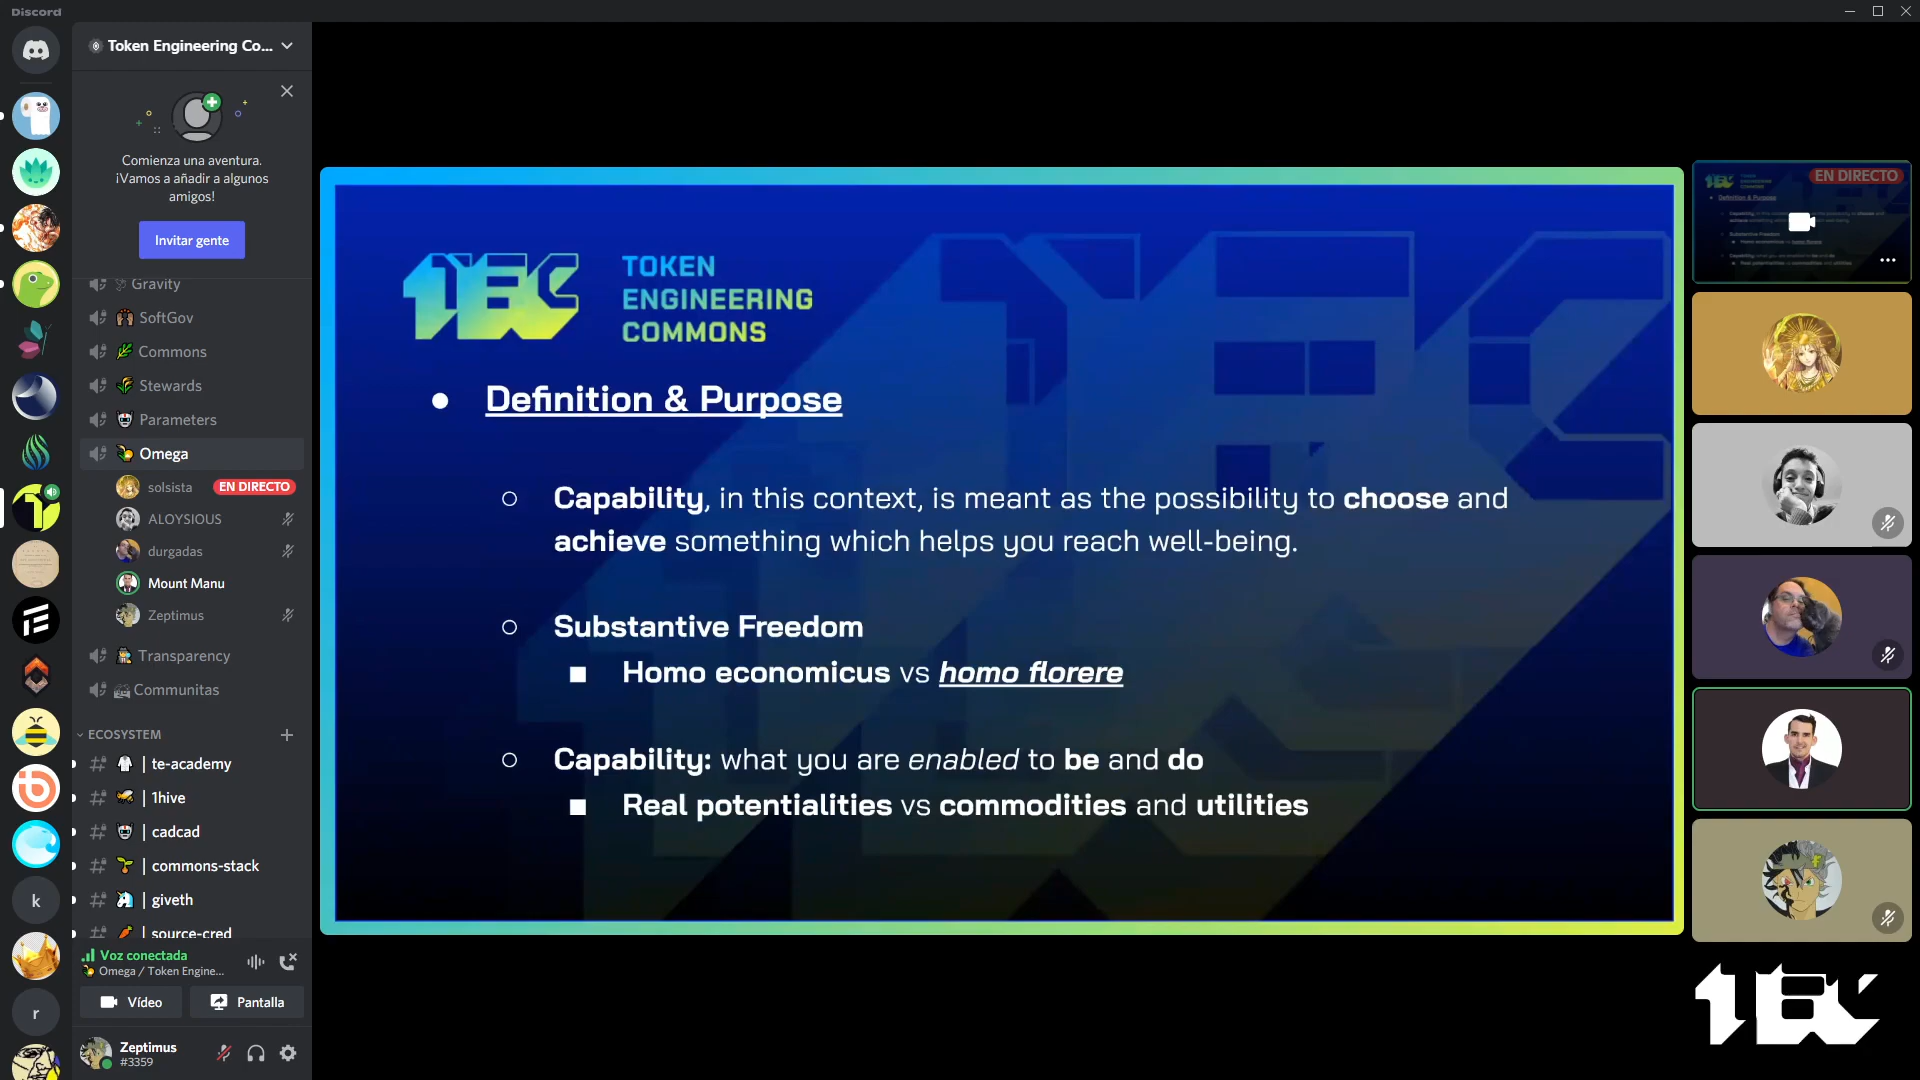 Discord
Token Engineering Co...
Comienza una aventura.
¡Vamos a añadir a algunos
amigos!
Invitar gente
Gravity
SoftGov
Commons
Stewards
Parameters
Omega
solsista EN DIRECTO
ALOYSIOUS
durgadas
Mount Manu
Zeptimus
Transparency
Communitas
ECOSYSTEM
| te-academy
| 1hive
| cadcad
| commons-stack
| giveth
| source-cred
k
r
Voz conectada
Omega / Token Engine...
Vídeo
Pantalla
Zeptimus
#3359
TEC
TOKEN
ENGINEERING
COMMONS
● Definition & Purpose
○ Capability, in this context, is meant as the possibility to choose and
achieve something which helps you reach well-being.
○ Substantive Freedom
■ Homo economicus vs homo florere
○ Capability: what you are enabled to be and do
■ Real potentialities vs commodities and utilities
EN DIRECTO
TEC